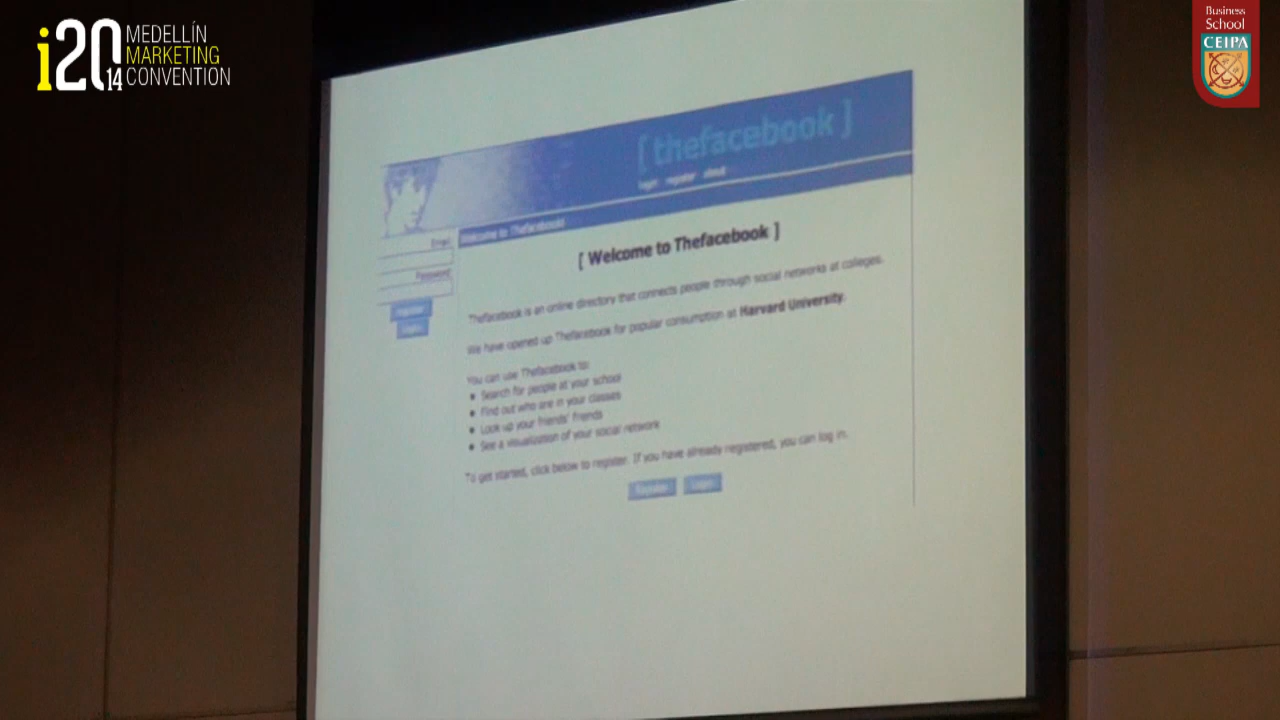 i20
14
MEDELLÍN
MARKETING
CONVENTION
Business
School
CEIPA
[ thefacebook ]
login register about
Welcome to Thefacebook!
Email:
Password:
[ Welcome to Thefacebook ]
Thefacebook is an online directory that connects people through social networks at colleges.
We have opened up Thefacebook for popular consumption at Harvard University.
You can use Thefacebook to:
• Search for people at your school
• Find out who are in your classes
• Look up your friends' friends
• See a visualization of your social network
To get started, click below to register. If you have already registered, you can log in.
Register Login